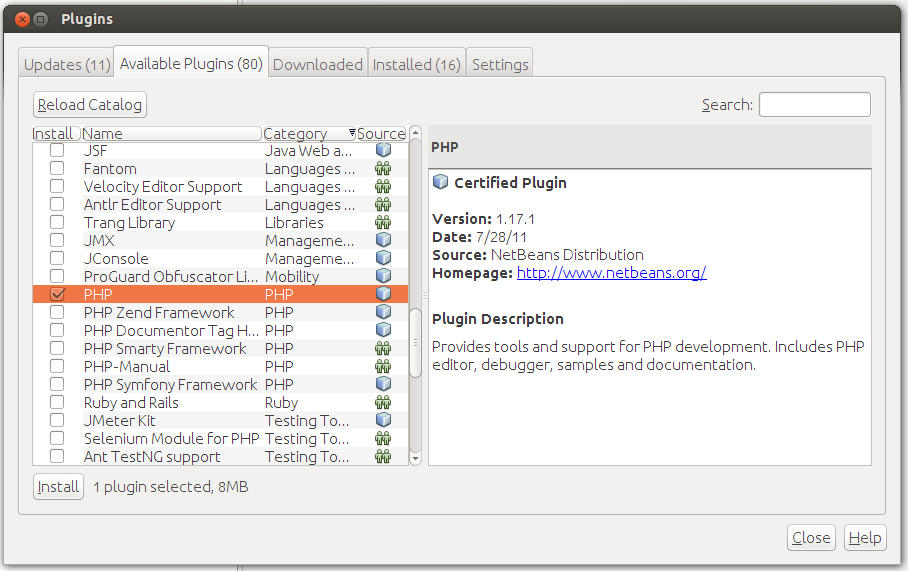 Plugins
Updates (11) Available Plugins (80) Downloaded Installed (16) Settings
Reload Catalog Search:
Install Name Category Source
JSF Java Web a...
Fantom Languages ...
Velocity Editor Support Languages ...
Antlr Editor Support Languages ...
Trang Library Libraries
JMX Manageme...
JConsole Manageme...
ProGuard Obfuscator Li... Mobility
PHP PHP
PHP Zend Framework PHP
PHP Documentor Tag H... PHP
PHP Smarty Framework PHP
PHP-Manual PHP
PHP Symfony Framework PHP
Ruby and Rails Ruby
JMeter Kit Testing To...
Selenium Module for PHP Testing To...
Ant TestNG support Testing To...
PHP
Certified Plugin
Version: 1.17.1
Date: 7/28/11
Source: NetBeans Distribution
Homepage: http://www.netbeans.org/
Plugin Description
Provides tools and support for PHP development. Includes PHP
editor, debugger, samples and documentation.
Install 1 plugin selected, 8MB
Close Help